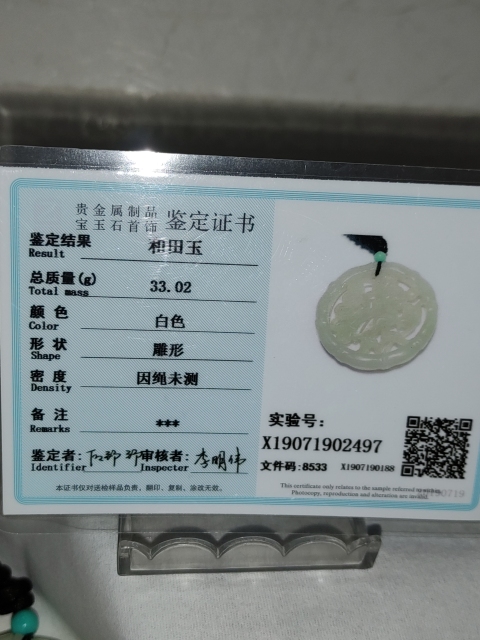 贵金属制品
宝玉石首饰 鉴定证书
鉴定结果 和田玉
Result
总质量(g) 33.02
Total mass
颜 色 白色
Color
形 状 雕形
Shape
密 度 因绳未测
Density
备 注 ***
Remarks
鉴定者: 审核者: 李明伟
Identifier Inspecter
本证书仅对送检样品负责, 翻印、复制、涂改无效。
实验号:
X19071902497
文件码:8533 X1907190188
This certificate only relates to the sample referred to
Photocopy, reproduction and alteration are invalid